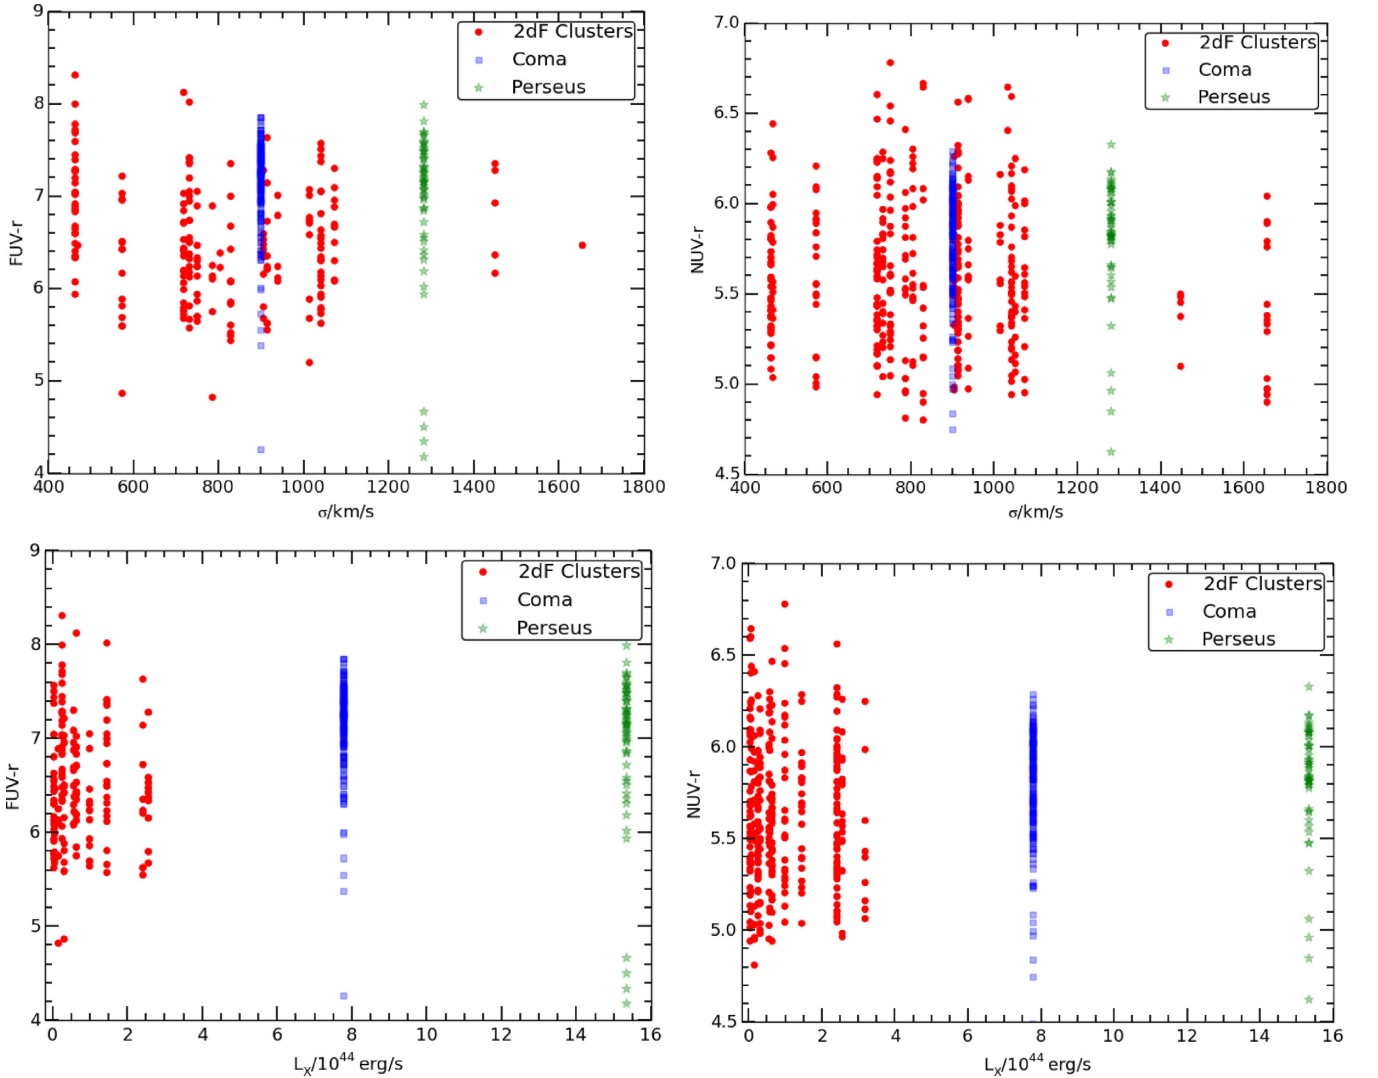 9
8
7
6
5
4
FUV-r
2dF Clusters
Coma
Perseus
400 600 800 1000 1200 1400 1600 1800
σ/km/s
7.0
6.5
6.0
5.5
5.0
4.5
NUV-r
2dF Clusters
Coma
Perseus
400 600 800 1000 1200 1400 1600 1800
σ/km/s
9
8
7
6
5
4
FUV-r
2dF Clusters
Coma
Perseus
0 2 4 6 8 10 12 14 16
L_X/10^44 erg/s
7.0
6.5
6.0
5.5
5.0
4.5
NUV-r
2dF Clusters
Coma
Perseus
0 2 4 6 8 10 12 14 16
L_X/10^44 erg/s